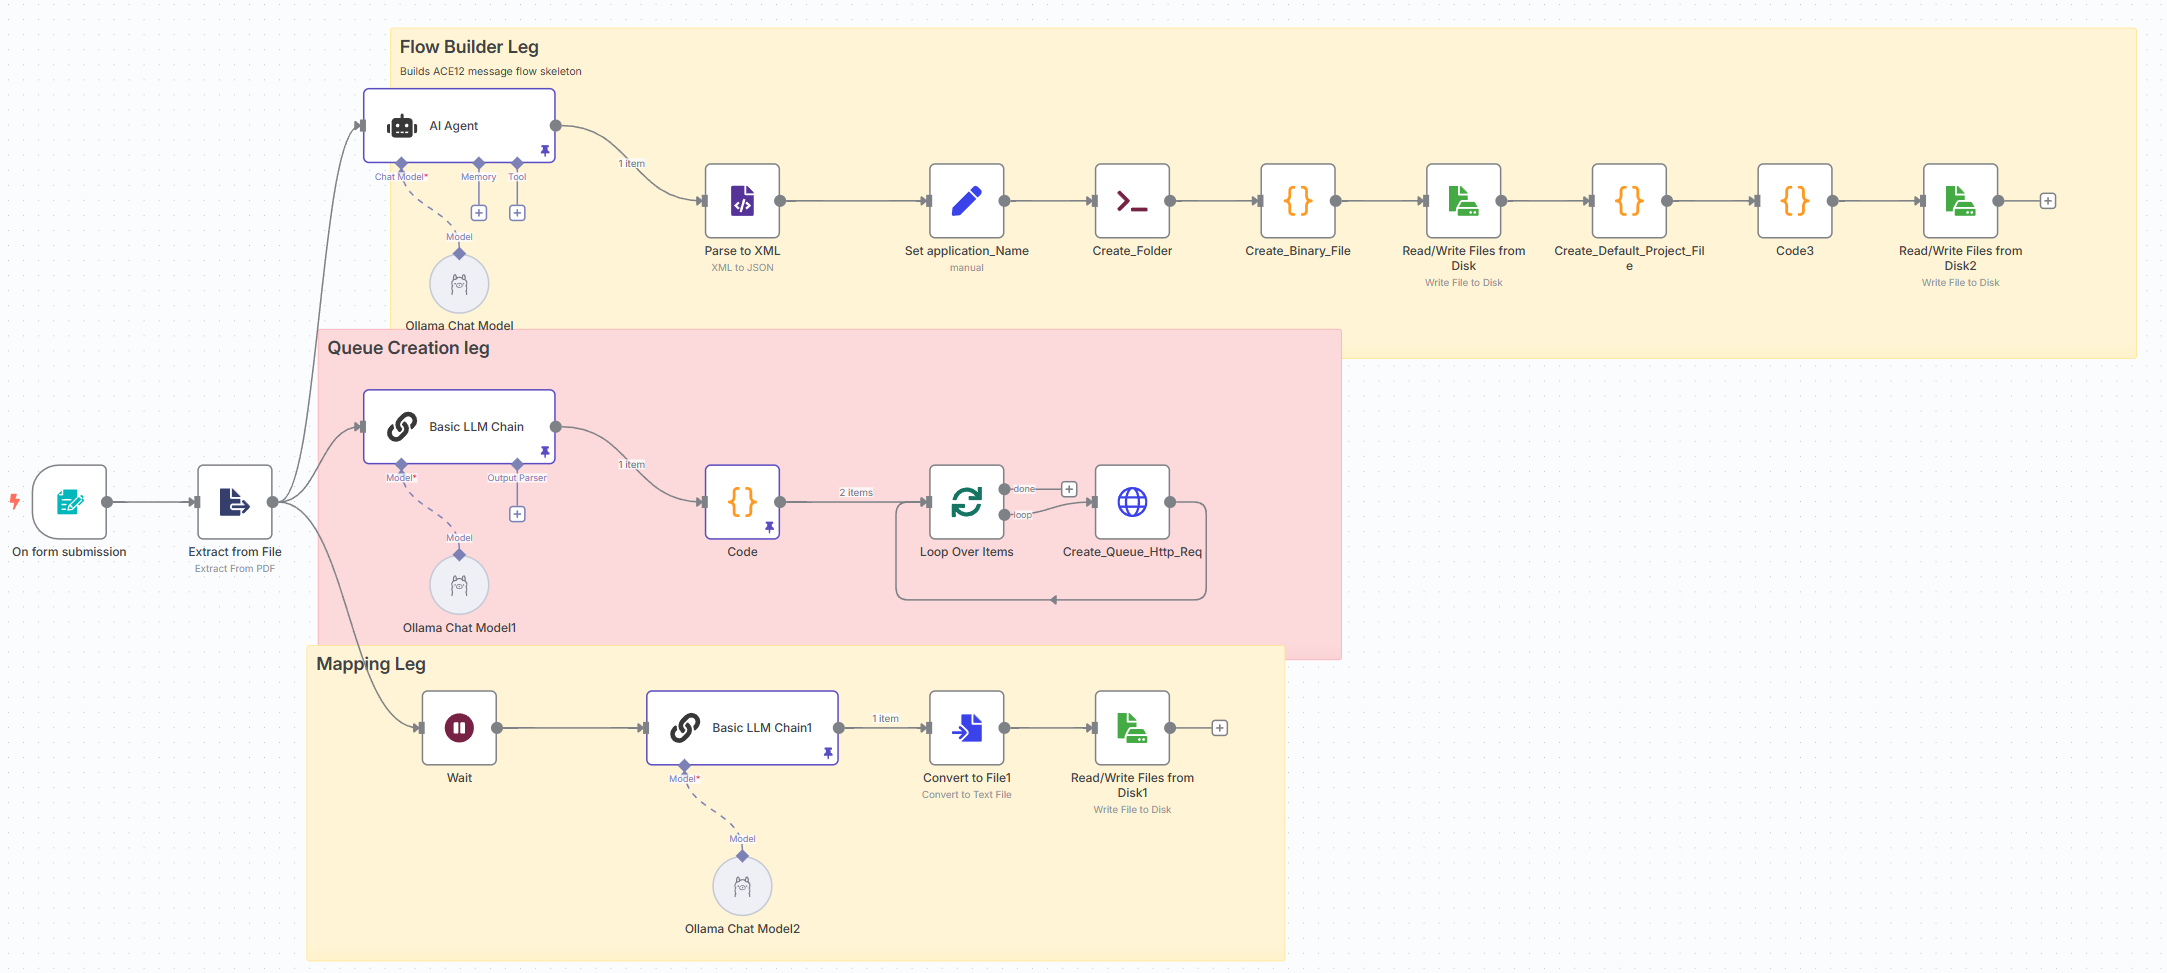 Flow Builder Leg
Builds ACE12 message flow skeleton
AI Agent
Chat Model*
Memory
Tool
Model
Ollama Chat Model
1 item
Parse to XML
XML to JSON
Set application_Name
manual
Create_Folder
Create_Binary_File
Read/Write Files from
Disk
Write File to Disk
Create_Default_Project_Fil
e
Code3
Read/Write Files from
Disk2
Write File to Disk
On form submission
Extract from File
Extract From PDF
Queue Creation leg
Basic LLM Chain
Model*
Output Parser
Model
Ollama Chat Model1
1 item
Code
2 items
Loop Over Items
done
loop
Create_Queue_Http_Req
Mapping Leg
Wait
Basic LLM Chain1
Model*
Model
Ollama Chat Model2
1 item
Convert to File1
Convert to Text File
Read/Write Files from
Disk1
Write File to Disk